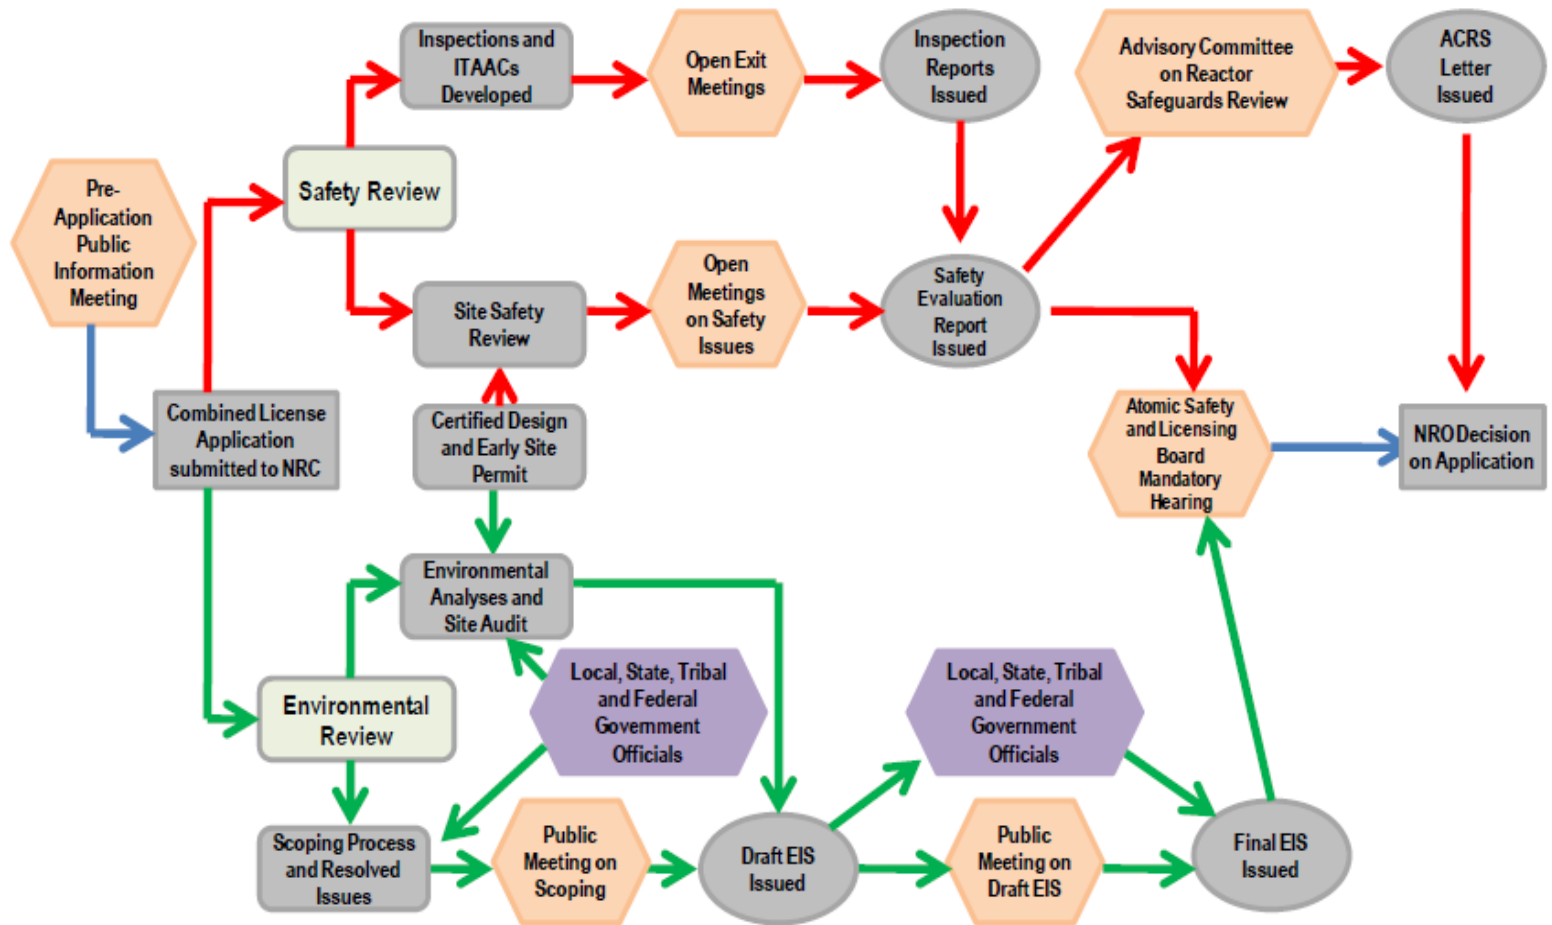 Inspections and
ITAACs
Developed
Open Exit
Meetings
Inspection
Reports
Issued
Advisory Committee
on Reactor
Safeguards Review
ACRS
Letter
Issued
Pre-
Application
Public
Information
Meeting
Safety Review
Site Safety
Review
Open
Meetings
on Safety
Issues
Safety
Evaluation
Report
Issued
Combined License
Application
submitted to NRC
Certified Design
and Early Site
Permit
Atomic Safety
and Licensing
Board
Mandatory
Hearing
NRO Decision
on Application
Environmental
Analyses and
Site Audit
Environmental
Review
Local, State, Tribal
and Federal
Government
Officials
Local, State, Tribal
and Federal
Government
Officials
Scoping Process
and Resolved
Issues
Public
Meeting on
Scoping
Draft EIS
Issued
Public
Meeting on
Draft EIS
Final EIS
Issued